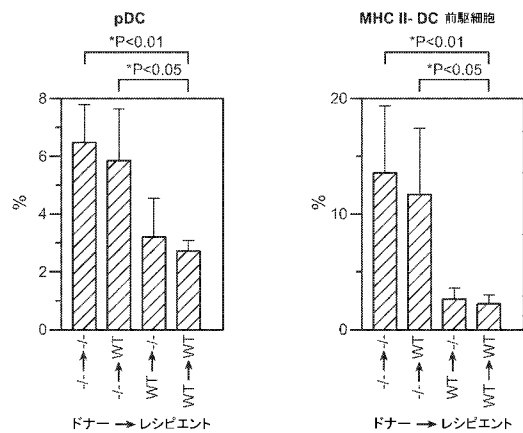 pDC
*P<0.01
*P<0.05
8
6
4
2
0
%
-/-→-/-
-/-→WT
WT→-/-
WT→WT
ドナー→レシピエント
MHC II- DC 前駆細胞
*P<0.01
*P<0.05
20
10
0
%
-/-→-/-
-/-→WT
WT→-/-
WT→WT
ドナー→レシピエント